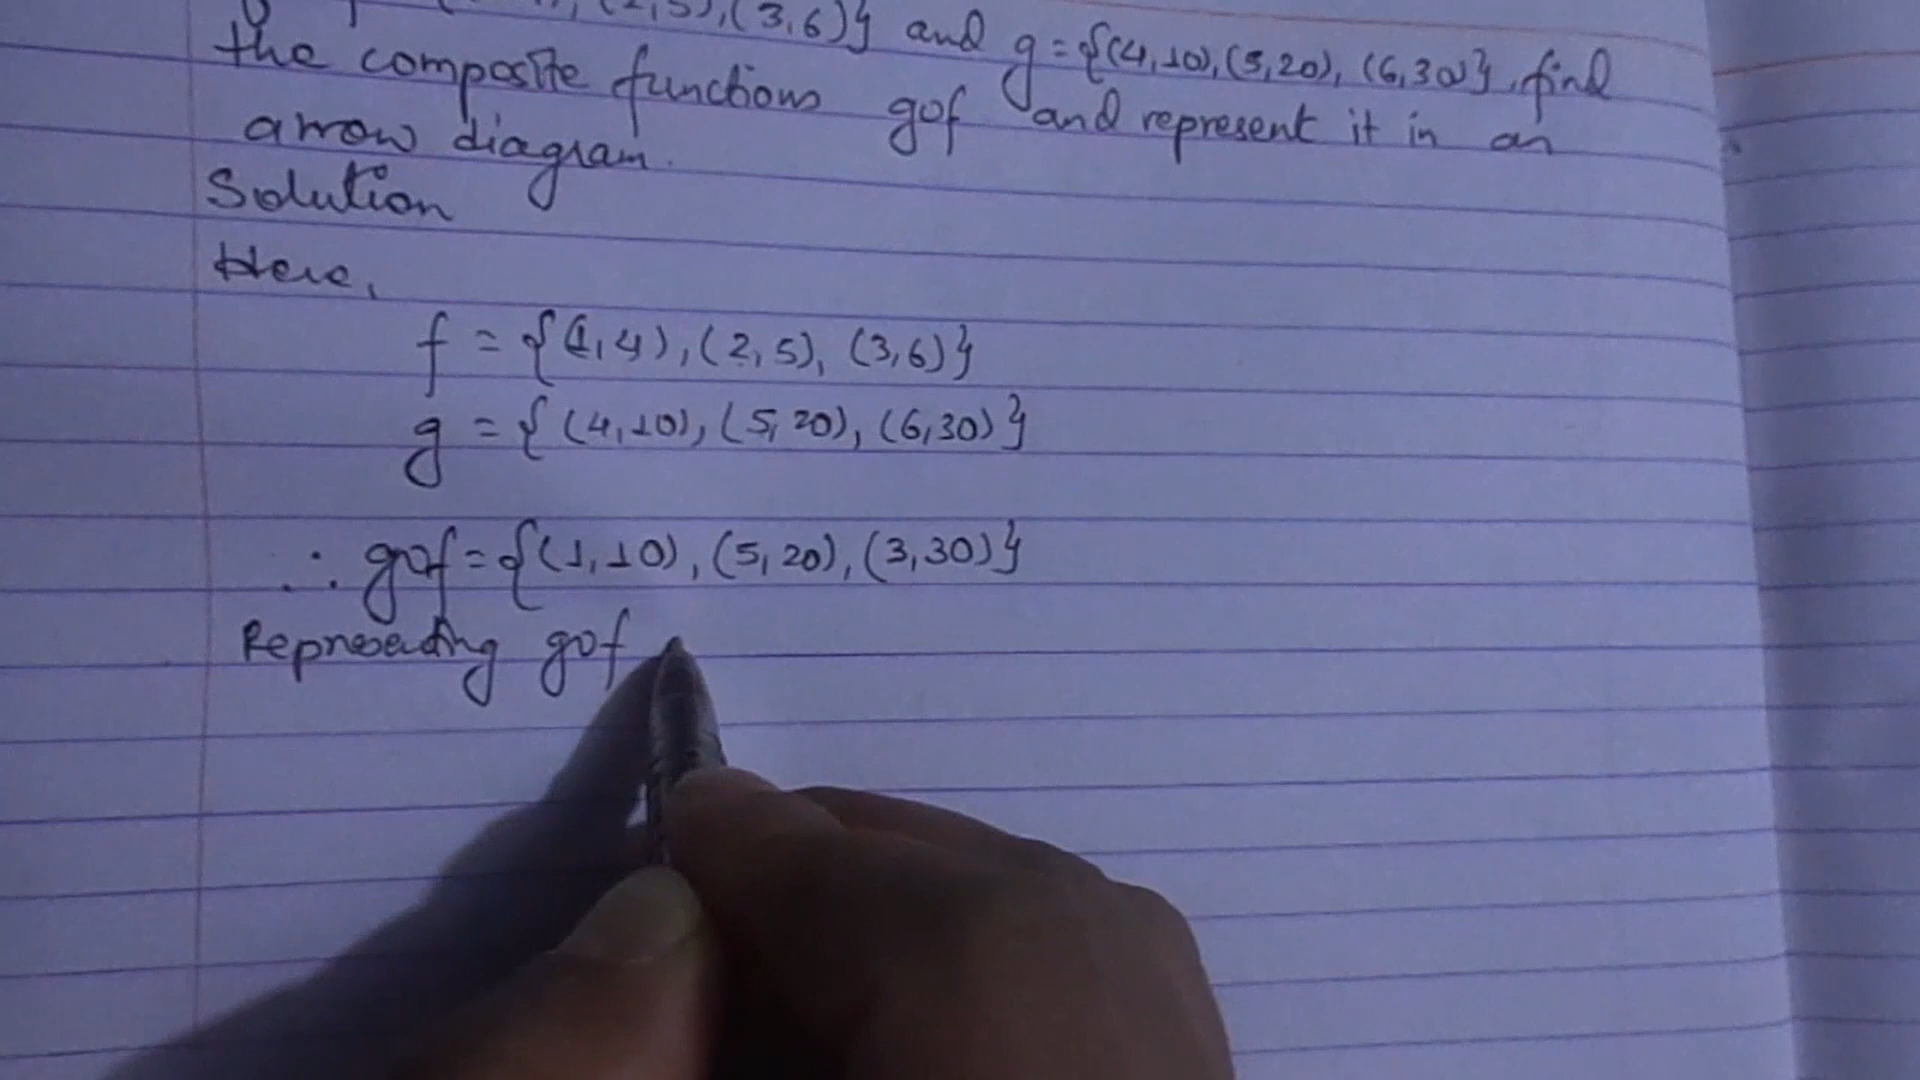 (2,5), (3,6)} and g={(4,10), (5,20), (6,30)}, find
the composite functions gof and represent it in an
arrow diagram.
Solution
Here,
f = {(1,4), (2,5), (3,6)}
g = {(4,10), (5,20), (6,30)}
∴ gof = {(1,10), (5,20), (3,30)}
Representing gof